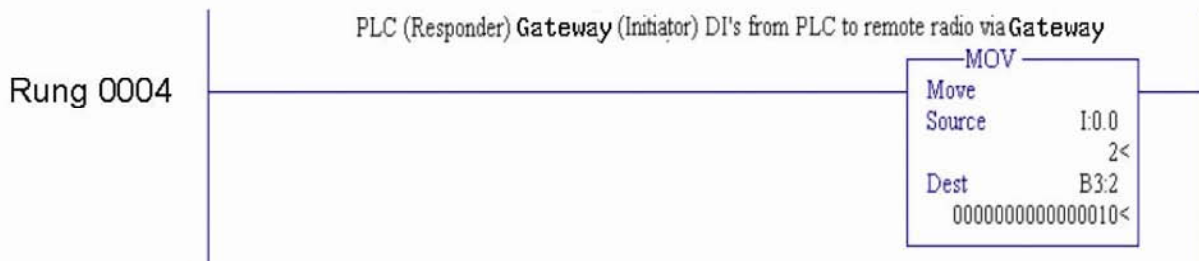 PLC (Responder) Gateway (Initiator) DI's from PLC to remote radio via Gateway
MOV
Rung 0004
Move
Source I:0.0
2<
Dest B3:2
0000000000000010<